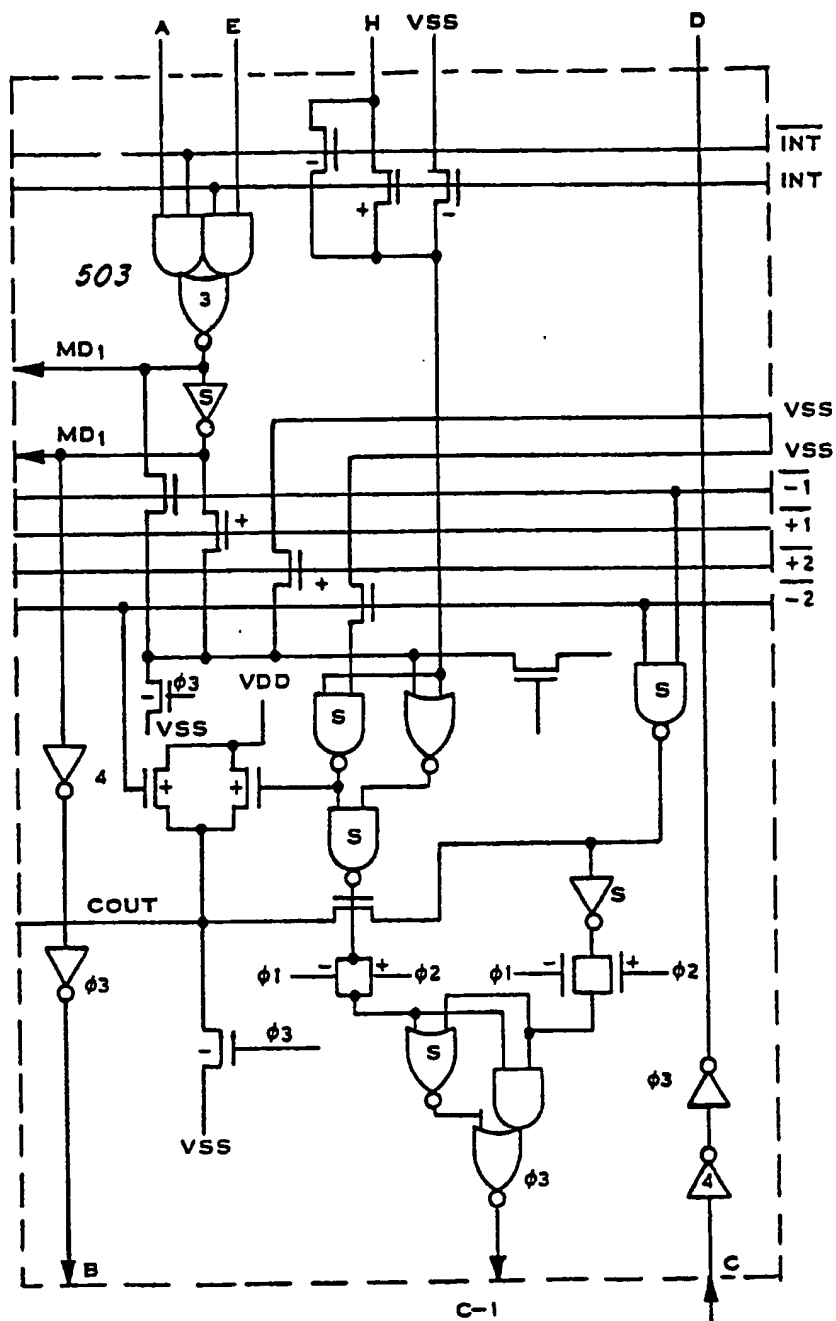 A E H VSS D
INT
-
INT
+ -
503
3
MD1
S
VSS
MD1
VSS
-1
+ +1
+2
+
-2
- φ3 VDD
S S
VSS
4 + +
S
COUT S
φ1 - + φ2 φ1 - + φ2
φ3
- φ3 S
φ3
VSS
φ3 4
B C
C-1